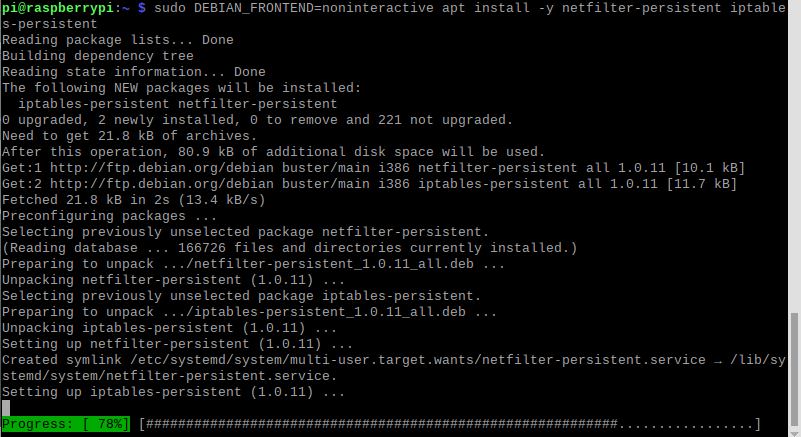 pi@raspberrypi:~ $ sudo DEBIAN_FRONTEND=noninteractive apt install -y netfilter-persistent iptable
s-persistent
Reading package lists... Done
Building dependency tree
Reading state information... Done
The following NEW packages will be installed:
  iptables-persistent netfilter-persistent
0 upgraded, 2 newly installed, 0 to remove and 221 not upgraded.
Need to get 21.8 kB of archives.
After this operation, 80.9 kB of additional disk space will be used.
Get:1 http://ftp.debian.org/debian buster/main i386 netfilter-persistent all 1.0.11 [10.1 kB]
Get:2 http://ftp.debian.org/debian buster/main i386 iptables-persistent all 1.0.11 [11.7 kB]
Fetched 21.8 kB in 2s (13.4 kB/s)
Preconfiguring packages ...
Selecting previously unselected package netfilter-persistent.
(Reading database ... 166726 files and directories currently installed.)
Preparing to unpack .../netfilter-persistent_1.0.11_all.deb ...
Unpacking netfilter-persistent (1.0.11) ...
Selecting previously unselected package iptables-persistent.
Preparing to unpack .../iptables-persistent_1.0.11_all.deb ...
Unpacking iptables-persistent (1.0.11) ...
Setting up netfilter-persistent (1.0.11) ...
Created symlink /etc/systemd/system/multi-user.target.wants/netfilter-persistent.service → /lib/sy
stemd/system/netfilter-persistent.service.
Setting up iptables-persistent (1.0.11) ...
Progress: [ 78%] [###########################################################.................]